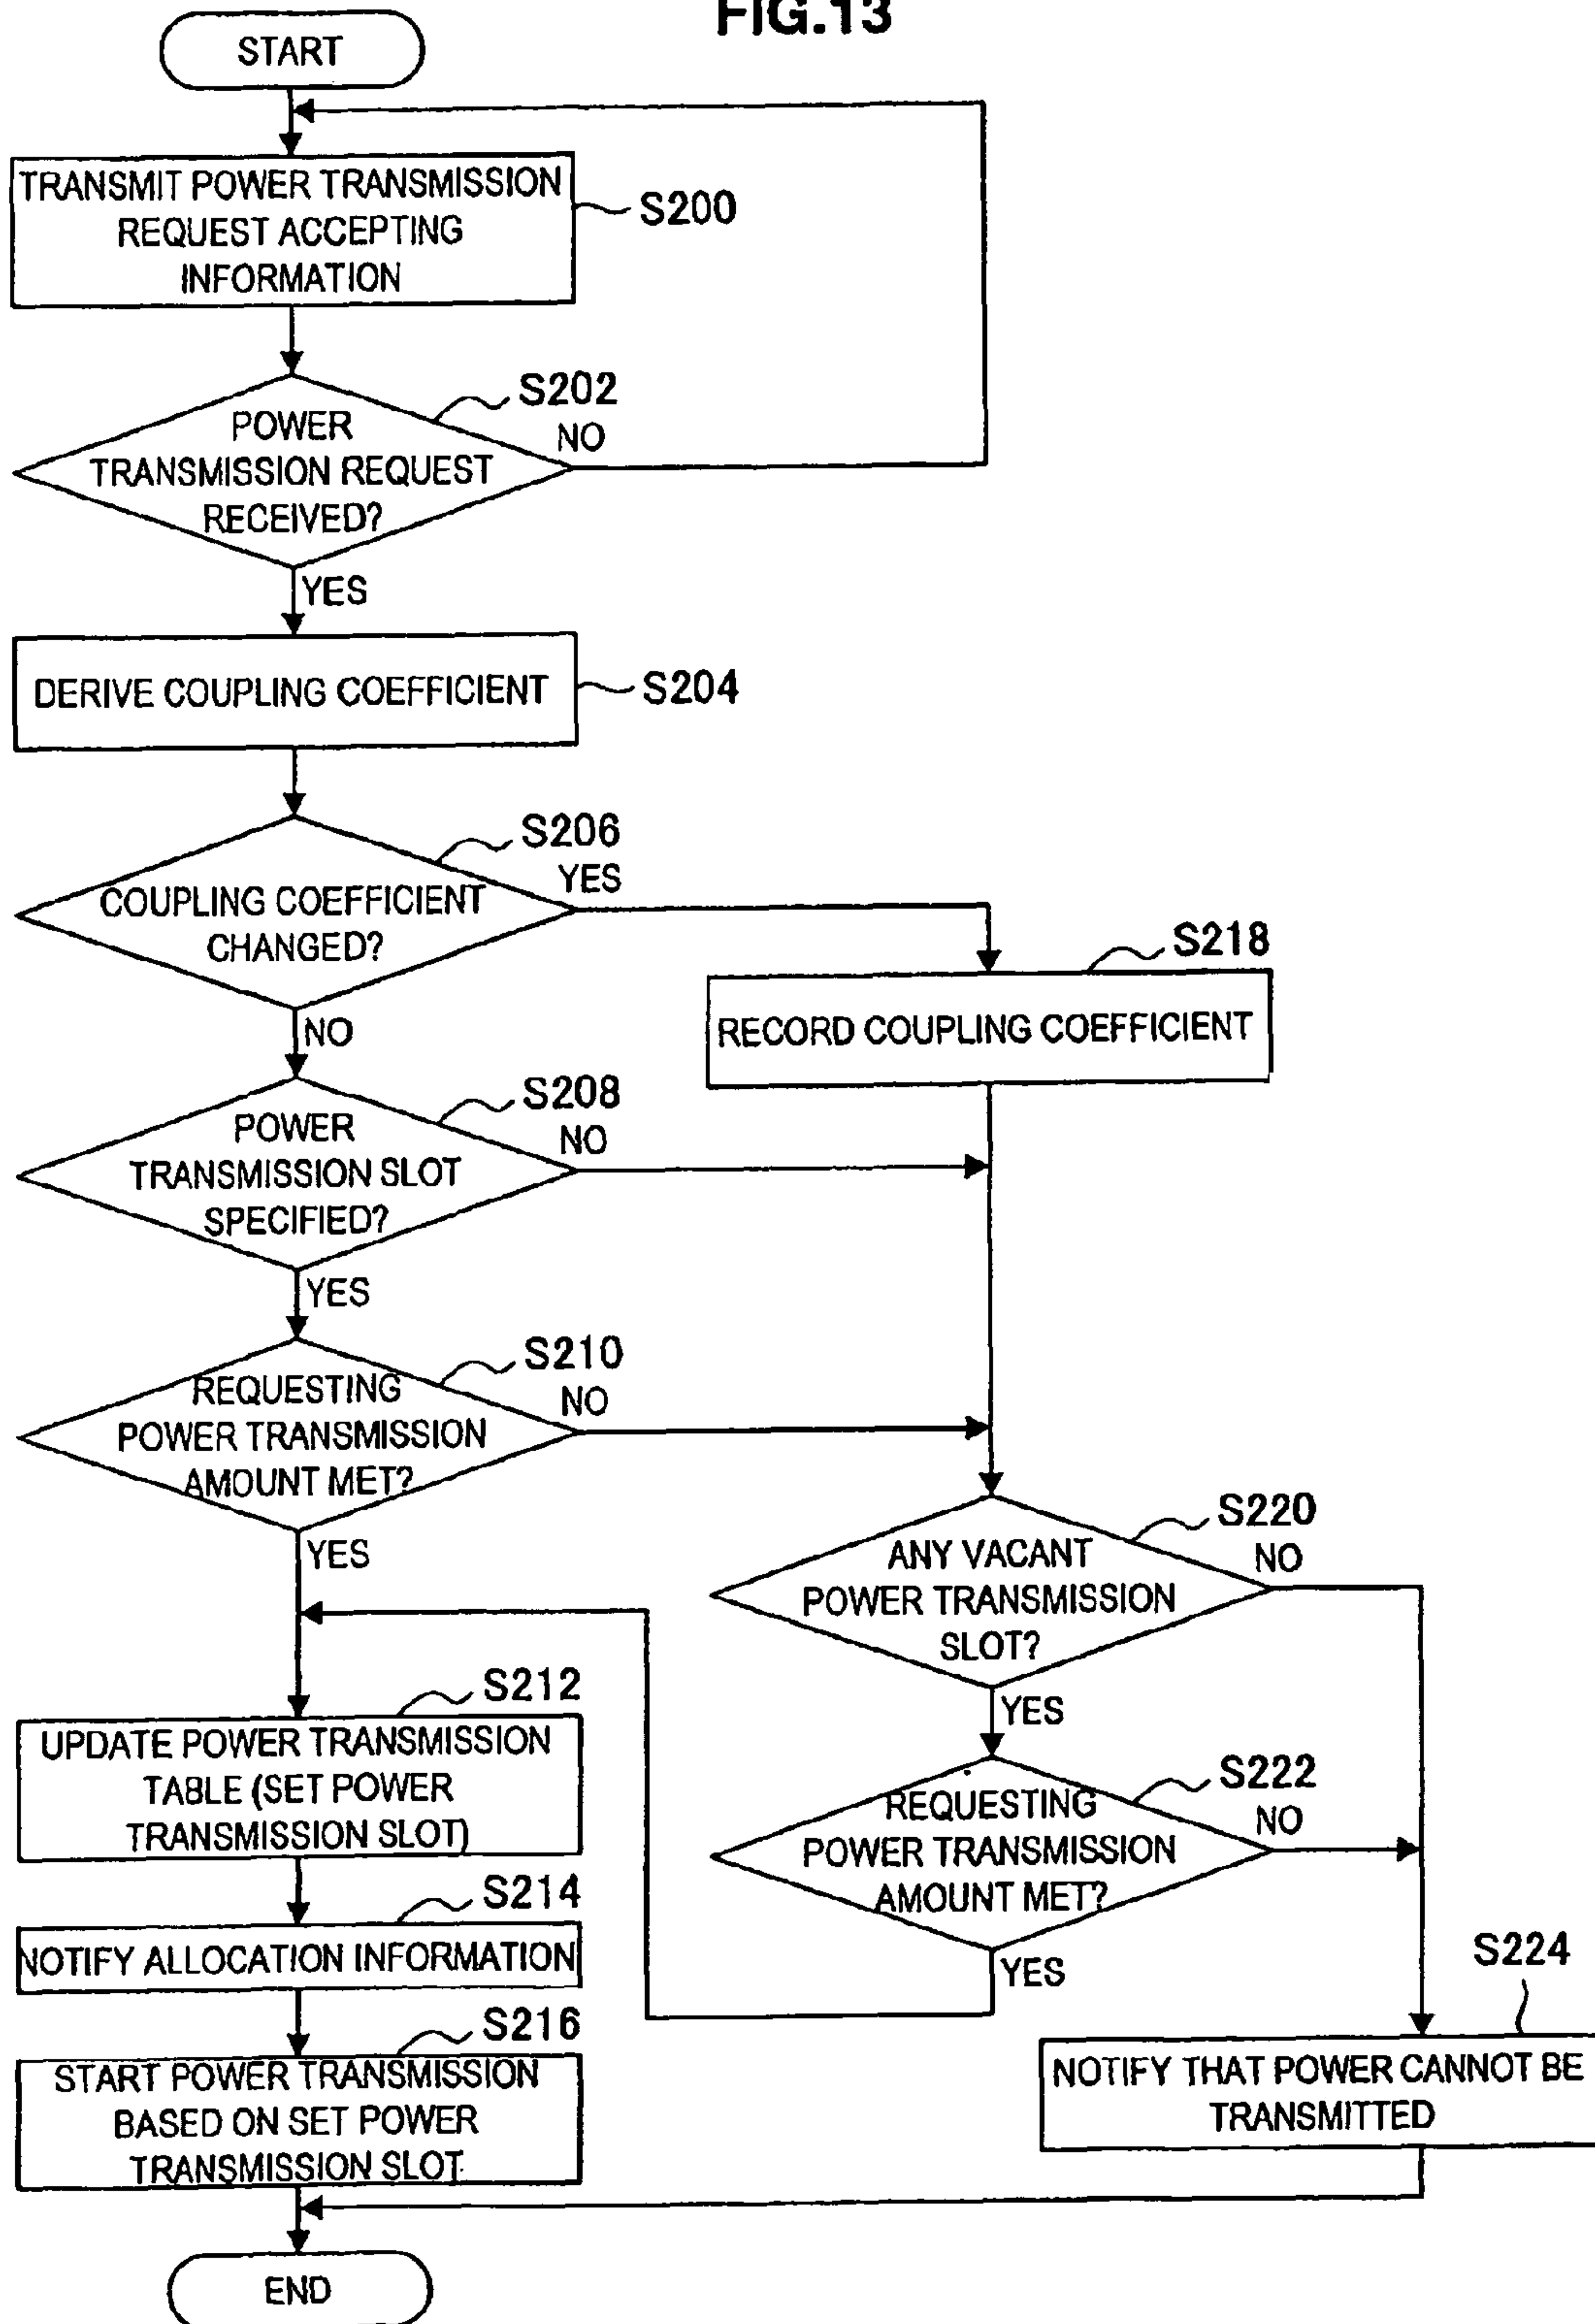 FIG.13
START
TRANSMIT POWER TRANSMISSION
REQUEST ACCEPTING
INFORMATION
S200
S202
POWER
TRANSMISSION REQUEST
RECEIVED?
NO
YES
DERIVE COUPLING COEFFICIENT
S204
S206
COUPLING COEFFICIENT
CHANGED?
YES
NO
S218
RECORD COUPLING COEFFICIENT
S208
POWER
TRANSMISSION SLOT
SPECIFIED?
NO
YES
S210
REQUESTING
POWER TRANSMISSION
AMOUNT MET?
NO
YES
S220
ANY VACANT
POWER TRANSMISSION
SLOT?
NO
YES
S212
UPDATE POWER TRANSMISSION
TABLE (SET POWER
TRANSMISSION SLOT)
S222
REQUESTING
POWER TRANSMISSION
AMOUNT MET?
NO
YES
S214
NOTIFY ALLOCATION INFORMATION
S216
START POWER TRANSMISSION
BASED ON SET POWER
TRANSMISSION SLOT
S224
NOTIFY THAT POWER CANNOT BE
TRANSMITTED
END